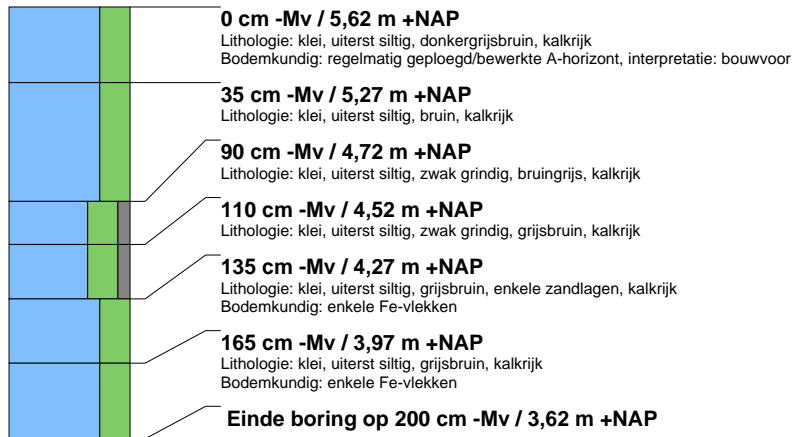 0 cm -Mv / 5,62 m +NAP
Lithologie: klei, uiterst siltig, donkergrijsbruin, kalkrijk
Bodemkundig: regelmatig geploegd/bewerkte A-horizont, interpretatie: bouwvoor
35 cm -Mv / 5,27 m +NAP
Lithologie: klei, uiterst siltig, bruin, kalkrijk
90 cm -Mv / 4,72 m +NAP
Lithologie: klei, uiterst siltig, zwak grindig, bruingrijs, kalkrijk
110 cm -Mv / 4,52 m +NAP
Lithologie: klei, uiterst siltig, zwak grindig, grijsbruin, kalkrijk
135 cm -Mv / 4,27 m +NAP
Lithologie: klei, uiterst siltig, grijsbruin, enkele zandlagen, kalkrijk
Bodemkundig: enkele Fe-vlekken
165 cm -Mv / 3,97 m +NAP
Lithologie: klei, uiterst siltig, grijsbruin, kalkrijk
Bodemkundig: enkele Fe-vlekken
Einde boring op 200 cm -Mv / 3,62 m +NAP